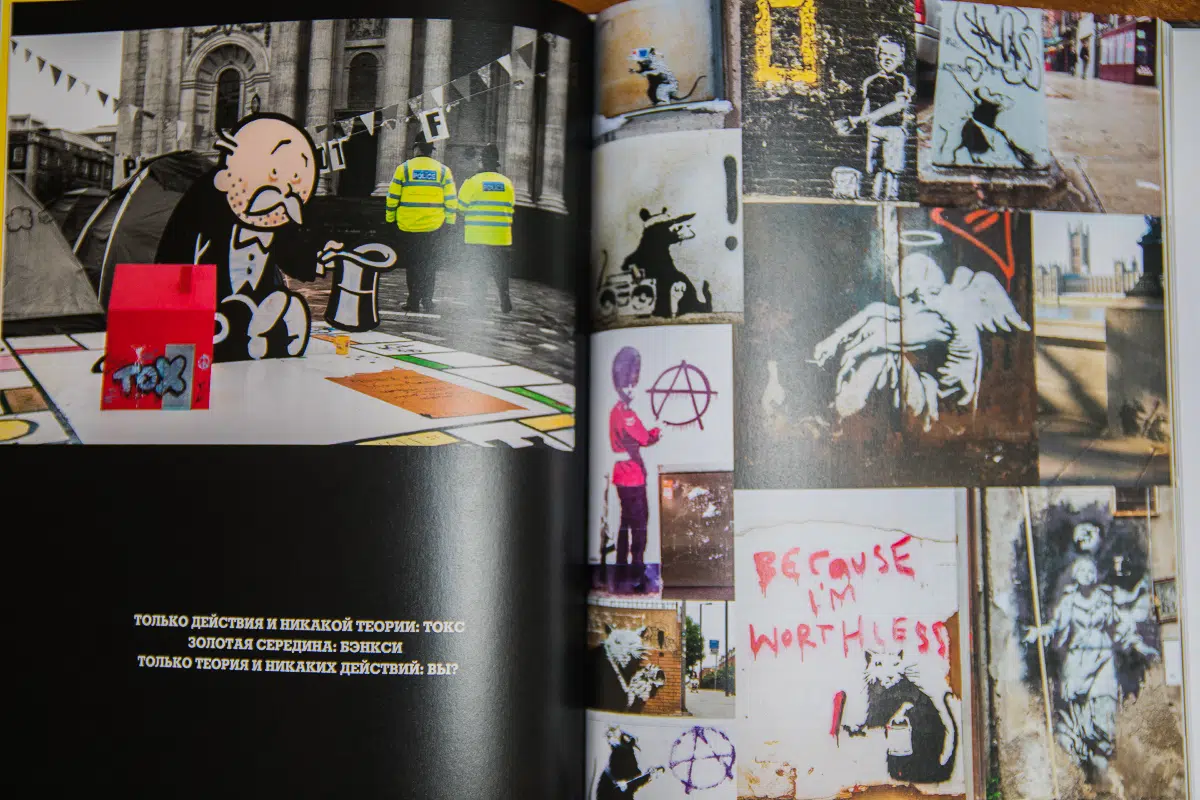 POLICE
POLICE
TOX
ТОЛЬКО ДЕЙСТВИЯ И НИКАКОЙ ТЕОРИИ: ТОКС
ЗОЛОТАЯ СЕРЕДИНА: БЭНКСИ
ТОЛЬКО ТЕОРИЯ И НИКАКИХ ДЕЙСТВИЙ: ВЫ?
BECAUSE
I'M
WORTHLESS